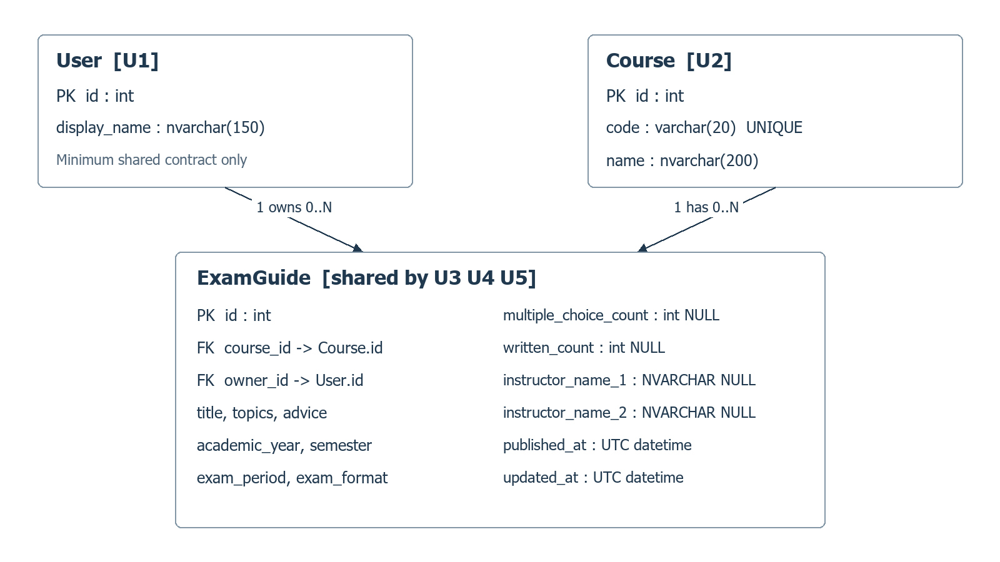 User  [U1]
PK  id : int
display_name : nvarchar(150)
Minimum shared contract only
Course  [U2]
PK  id : int
code : varchar(20)  UNIQUE
name : nvarchar(200)
1 owns 0..N
1 has 0..N
ExamGuide  [shared by U3 U4 U5]
PK  id : int
FK  course_id -> Course.id
FK  owner_id -> User.id
title, topics, advice
academic_year, semester
exam_period, exam_format
multiple_choice_count : int NULL
written_count : int NULL
instructor_name_1 : NVARCHAR NULL
instructor_name_2 : NVARCHAR NULL
published_at : UTC datetime
updated_at : UTC datetime